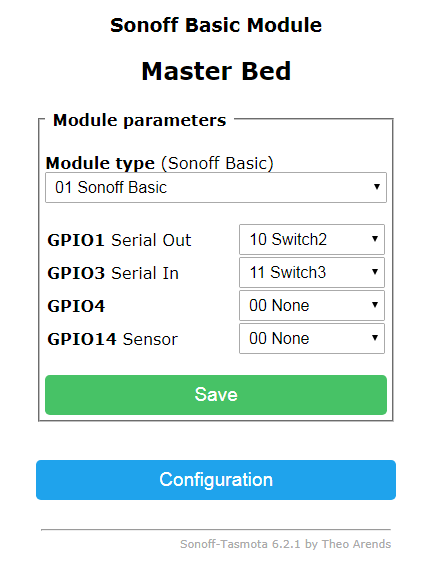 Sonoff Basic Module
Master Bed
Module parameters
Module type (Sonoff Basic)
01 Sonoff Basic
GPIO1 Serial Out 10 Switch2
GPIO3 Serial In 11 Switch3
GPIO4 00 None
GPIO14 Sensor 00 None
Save
Configuration
Sonoff-Tasmota 6.2.1 by Theo Arends